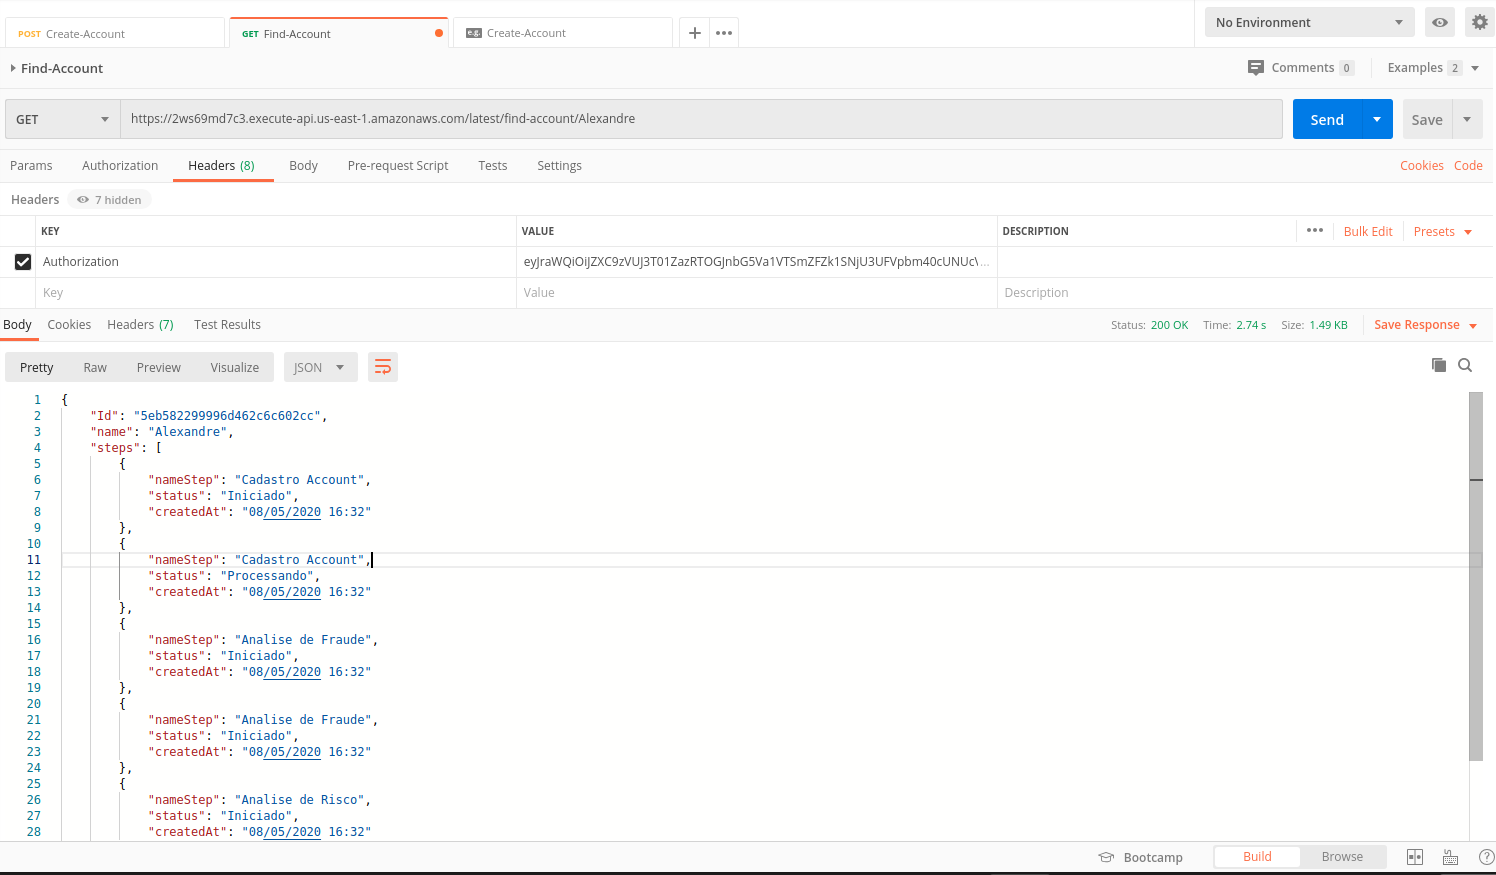 POST Create-Account
GET Find-Account
e.g. Create-Account
No Environment
Find-Account
Comments 0
Examples 2
GET
https://2ws69md7c3.execute-api.us-east-1.amazonaws.com/latest/find-account/Alexandre
Send
Save
Params Authorization Headers (8) Body Pre-request Script Tests Settings
Cookies Code
Headers 7 hidden
KEY VALUE DESCRIPTION
Bulk Edit Presets
Authorization eyJraWQiOiJZXC9zVUJ3T01ZazRTOGJnbG5Va1VTSmZFZk1SNjU3UFVpbm40cUNUc\...
Key Value Description
Body Cookies Headers (7) Test Results
Status: 200 OK Time: 2.74 s Size: 1.49 KB Save Response
Pretty Raw Preview Visualize JSON
1 {
2 "Id": "5eb582299996d462c6c602cc",
3 "name": "Alexandre",
4 "steps": [
5 {
6 "nameStep": "Cadastro Account",
7 "status": "Iniciado",
8 "createdAt": "08/05/2020 16:32"
9 },
10 {
11 "nameStep": "Cadastro Account",
12 "status": "Processando",
13 "createdAt": "08/05/2020 16:32"
14 },
15 {
16 "nameStep": "Analise de Fraude",
17 "status": "Iniciado",
18 "createdAt": "08/05/2020 16:32"
19 },
20 {
21 "nameStep": "Analise de Fraude",
22 "status": "Iniciado",
23 "createdAt": "08/05/2020 16:32"
24 },
25 {
26 "nameStep": "Analise de Risco",
27 "status": "Iniciado",
28 "createdAt": "08/05/2020 16:32"
Bootcamp Build Browse